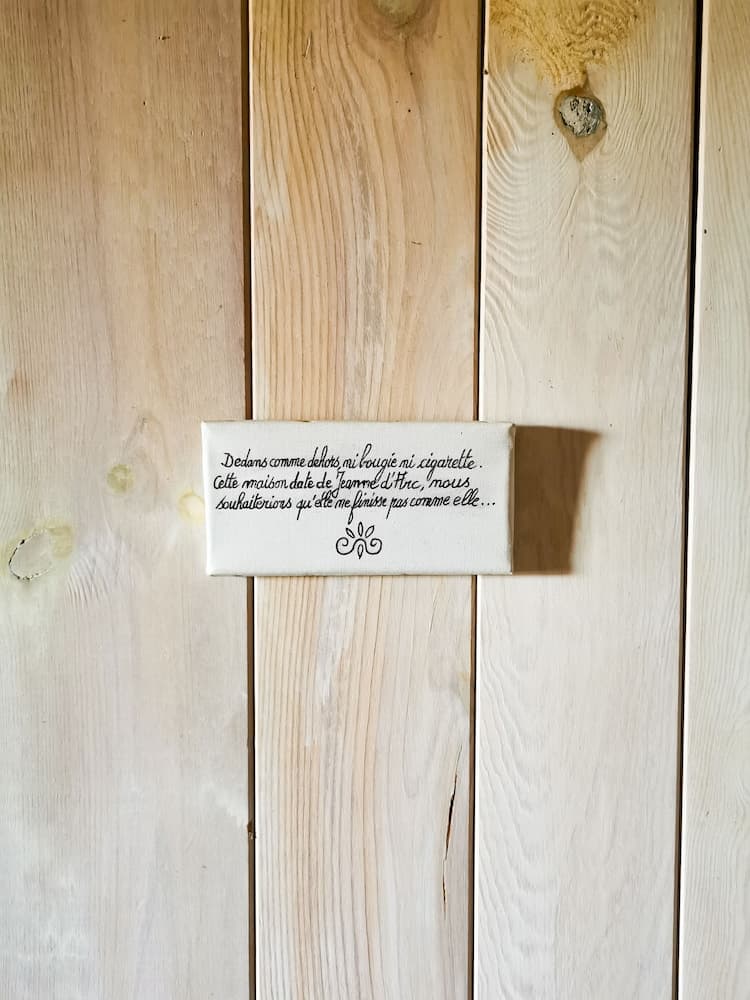 Dedans comme dehors, ni bougie ni cigarette.
Cette maison date de Jeanne d'Arc, nous
souhaiterions qu'elle ne finisse pas comme elle...